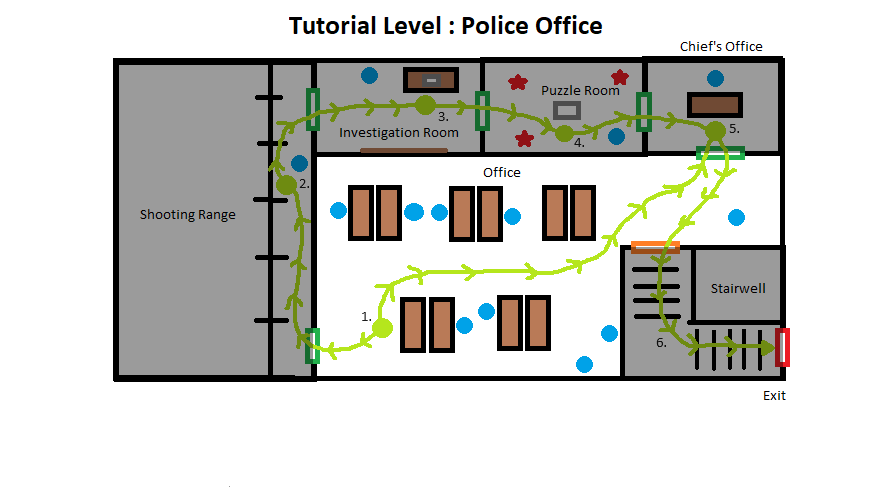 Tutorial Level : Police Office
Chief's Office
Puzzle Room
3.
5.
Investigation Room
4.
Office
2.
Shooting Range
Stairwell
1.
6.
Exit